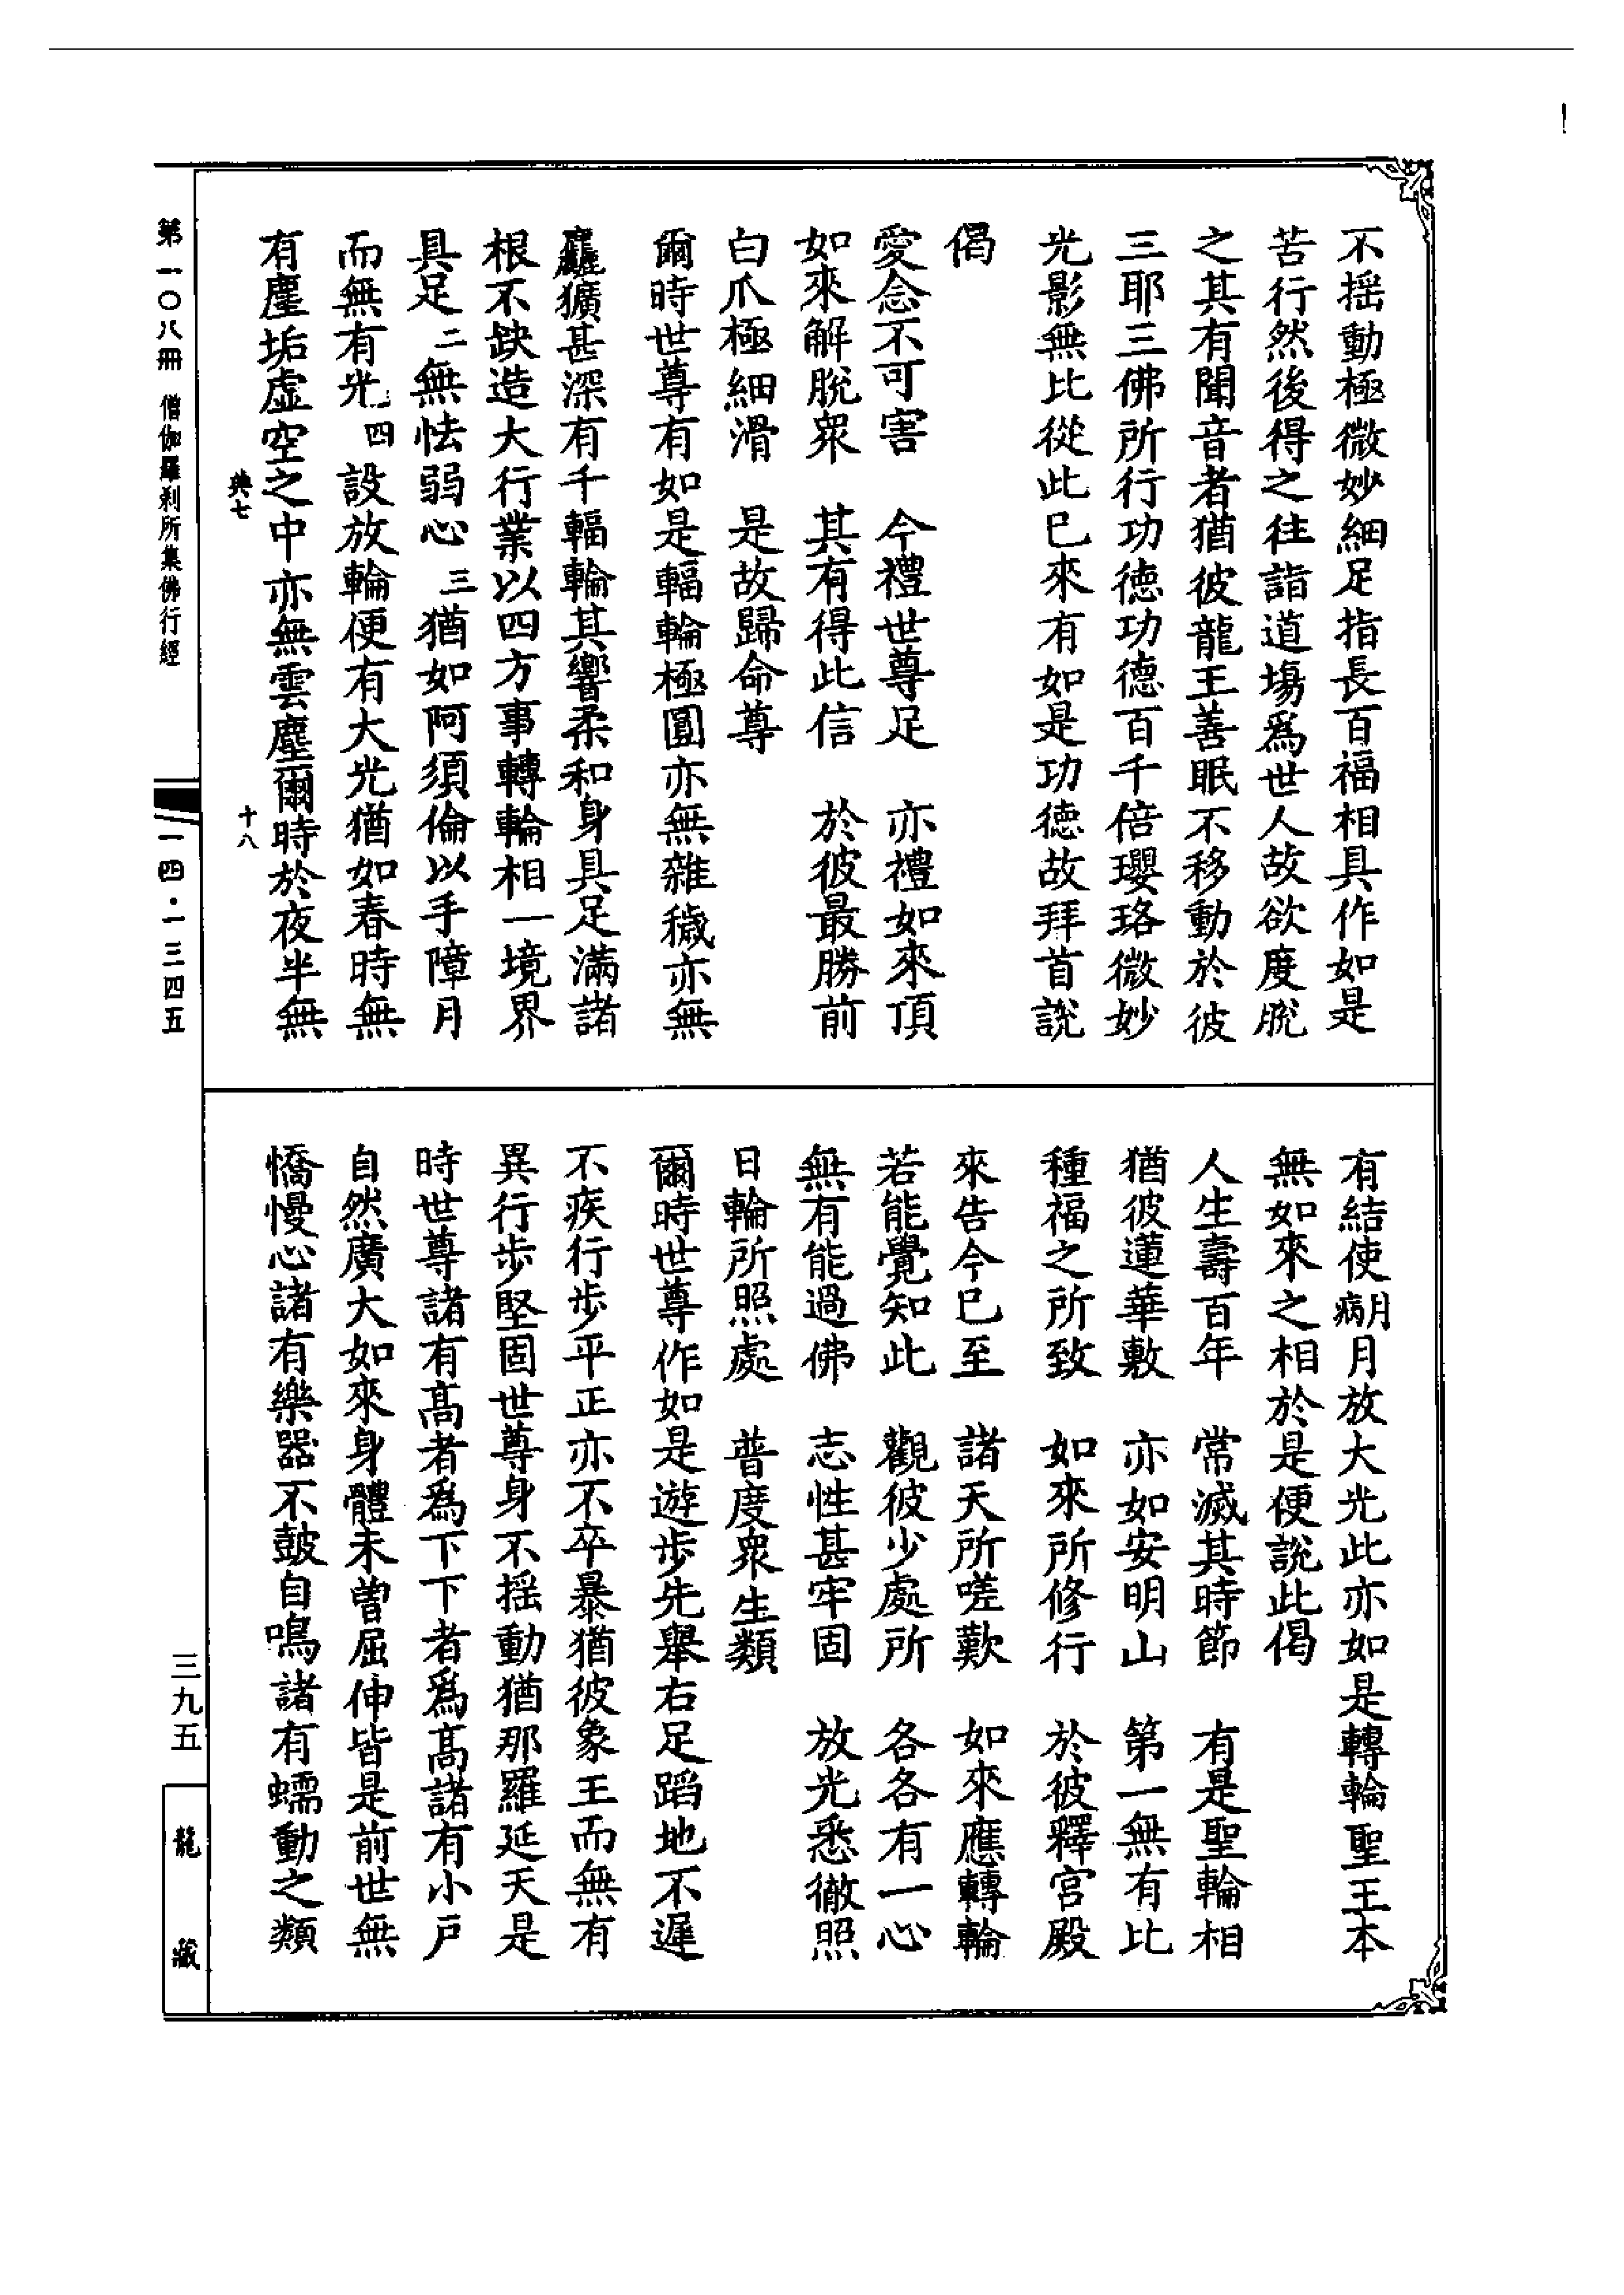 不摇動極微妙細足指長百福相具作如是
苦行然後得之往詣道場爲世人故欲度脫
之其有聞音者猶彼龍王善眠不移動於彼
三耶三佛所行功德功德百千倍瓔珞微妙
光影無比從此已來有如是功德故拜首說
偈
愛念不可害　今禮世尊足　亦禮如來頂
如來解脫衆　其有得此信　於彼最勝前
白爪極細滑　是故歸命尊
爾時世尊有如是輻輪極圓亦無雜穢亦無
麤獷甚深有千輻輪其響柔和身具足滿諸
根不缺造大行業以四方事轉輪相一境界
具足二無怯弱心三猶如阿須倫以手障月
而無有光四設放輪便有大光猶如春時無
有塵垢虛空之中亦無雲塵爾時於夜半無
典七　十八
有結使病月月放大光此亦如是轉輪聖王本
無如來之相於是便說此偈
人生壽百年　常滅其時節　有是聖輪相
猶彼蓮華敷　亦如安明山　第一無有比
種福之所致　如來所修行　於彼釋宮殿
來告今已至　諸天所嗟歎　如來應轉輪
若能覺知此　觀彼少處所　各各有一心
無有能過佛　志性甚牢固　放光悉徹照
日輪所照處　普度衆生類
爾時世尊作如是遊步先舉右足蹈地不遲
不疾行步平正亦不卒暴猶彼象王而無有
異行步堅固世尊身不摇動猶那羅延天是
時世尊諸有高者爲下下者爲高諸有小戶
自然廣大如來身體未曾屈伸皆是前世無
憍慢心諸有樂器不鼓自鳴諸有蠕動之類
第一〇八冊　僧伽羅刹所集佛行經
一四·一三四五
三九五
龍藏